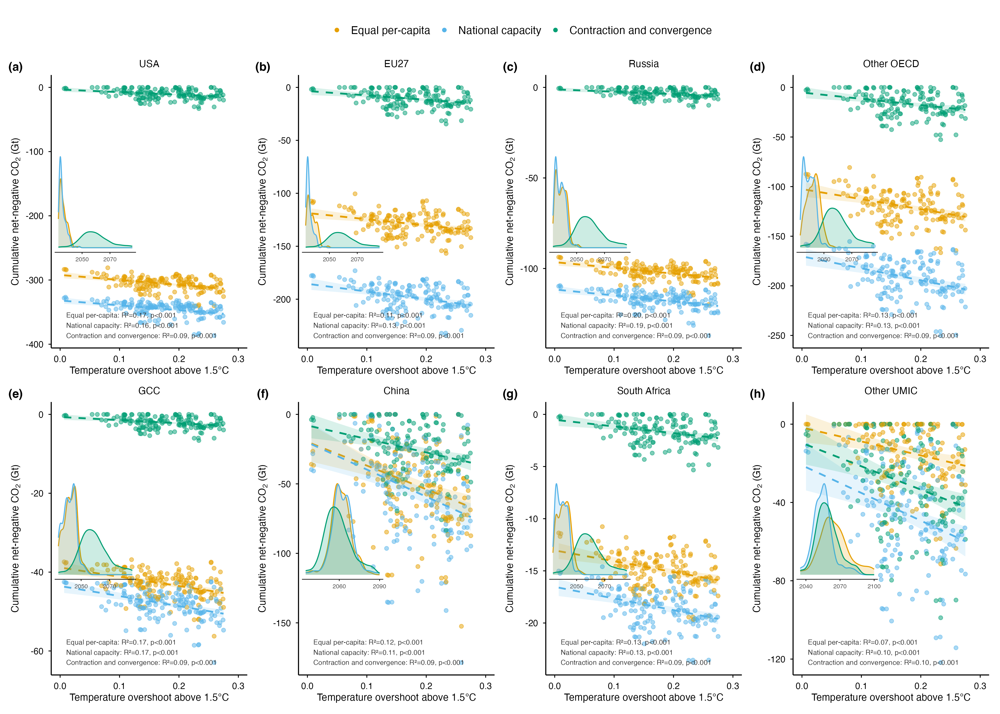 Equal per-capita National capacity Contraction and convergence
(a) USA
0
-100
-200
-300
-400
Cumulative net-negative CO₂ (Gt)
2050 2070
Equal per-capita: R²=0.17, p<0.001
National capacity: R²=0.16, p<0.001
Contraction and convergence: R²=0.09, p<0.001
0.0 0.1 0.2 0.3
Temperature overshoot above 1.5°C
(b) EU27
0
-50
-100
-150
-200
Cumulative net-negative CO₂ (Gt)
2050 2070
Equal per-capita: R²=0.11, p<0.001
National capacity: R²=0.13, p<0.001
Contraction and convergence: R²=0.09, p<0.001
0.0 0.1 0.2 0.3
Temperature overshoot above 1.5°C
(c) Russia
0
-50
-100
Cumulative net-negative CO₂ (Gt)
2050 2070
Equal per-capita: R²=0.20, p<0.001
National capacity: R²=0.19, p<0.001
Contraction and convergence: R²=0.09, p<0.001
0.0 0.1 0.2 0.3
Temperature overshoot above 1.5°C
(d) Other OECD
0
-50
-100
-150
-200
-250
Cumulative net-negative CO₂ (Gt)
2050 2070
Equal per-capita: R²=0.13, p<0.001
National capacity: R²=0.13, p<0.001
Contraction and convergence: R²=0.09, p<0.001
0.0 0.1 0.2 0.3
Temperature overshoot above 1.5°C
(e) GCC
0
-20
-40
-60
Cumulative net-negative CO₂ (Gt)
2050 2070
Equal per-capita: R²=0.17, p<0.001
National capacity: R²=0.17, p<0.001
Contraction and convergence: R²=0.09, p<0.001
0.0 0.1 0.2 0.3
Temperature overshoot above 1.5°C
(f) China
0
-50
-100
-150
Cumulative net-negative CO₂ (Gt)
2060 2090
Equal per-capita: R²=0.12, p<0.001
National capacity: R²=0.11, p<0.001
Contraction and convergence: R²=0.09, p<0.001
0.0 0.1 0.2 0.3
Temperature overshoot above 1.5°C
(g) South Africa
0
-5
-10
-15
-20
Cumulative net-negative CO₂ (Gt)
2050 2070
Equal per-capita: R²=0.13, p<0.001
National capacity: R²=0.13, p<0.001
Contraction and convergence: R²=0.09, p<0.001
0.0 0.1 0.2 0.3
Temperature overshoot above 1.5°C
(h) Other UMIC
0
-40
-80
-120
Cumulative net-negative CO₂ (Gt)
2040 2070 2100
Equal per-capita: R²=0.07, p<0.001
National capacity: R²=0.10, p<0.001
Contraction and convergence: R²=0.10, p<0.001
0.0 0.1 0.2 0.3
Temperature overshoot above 1.5°C